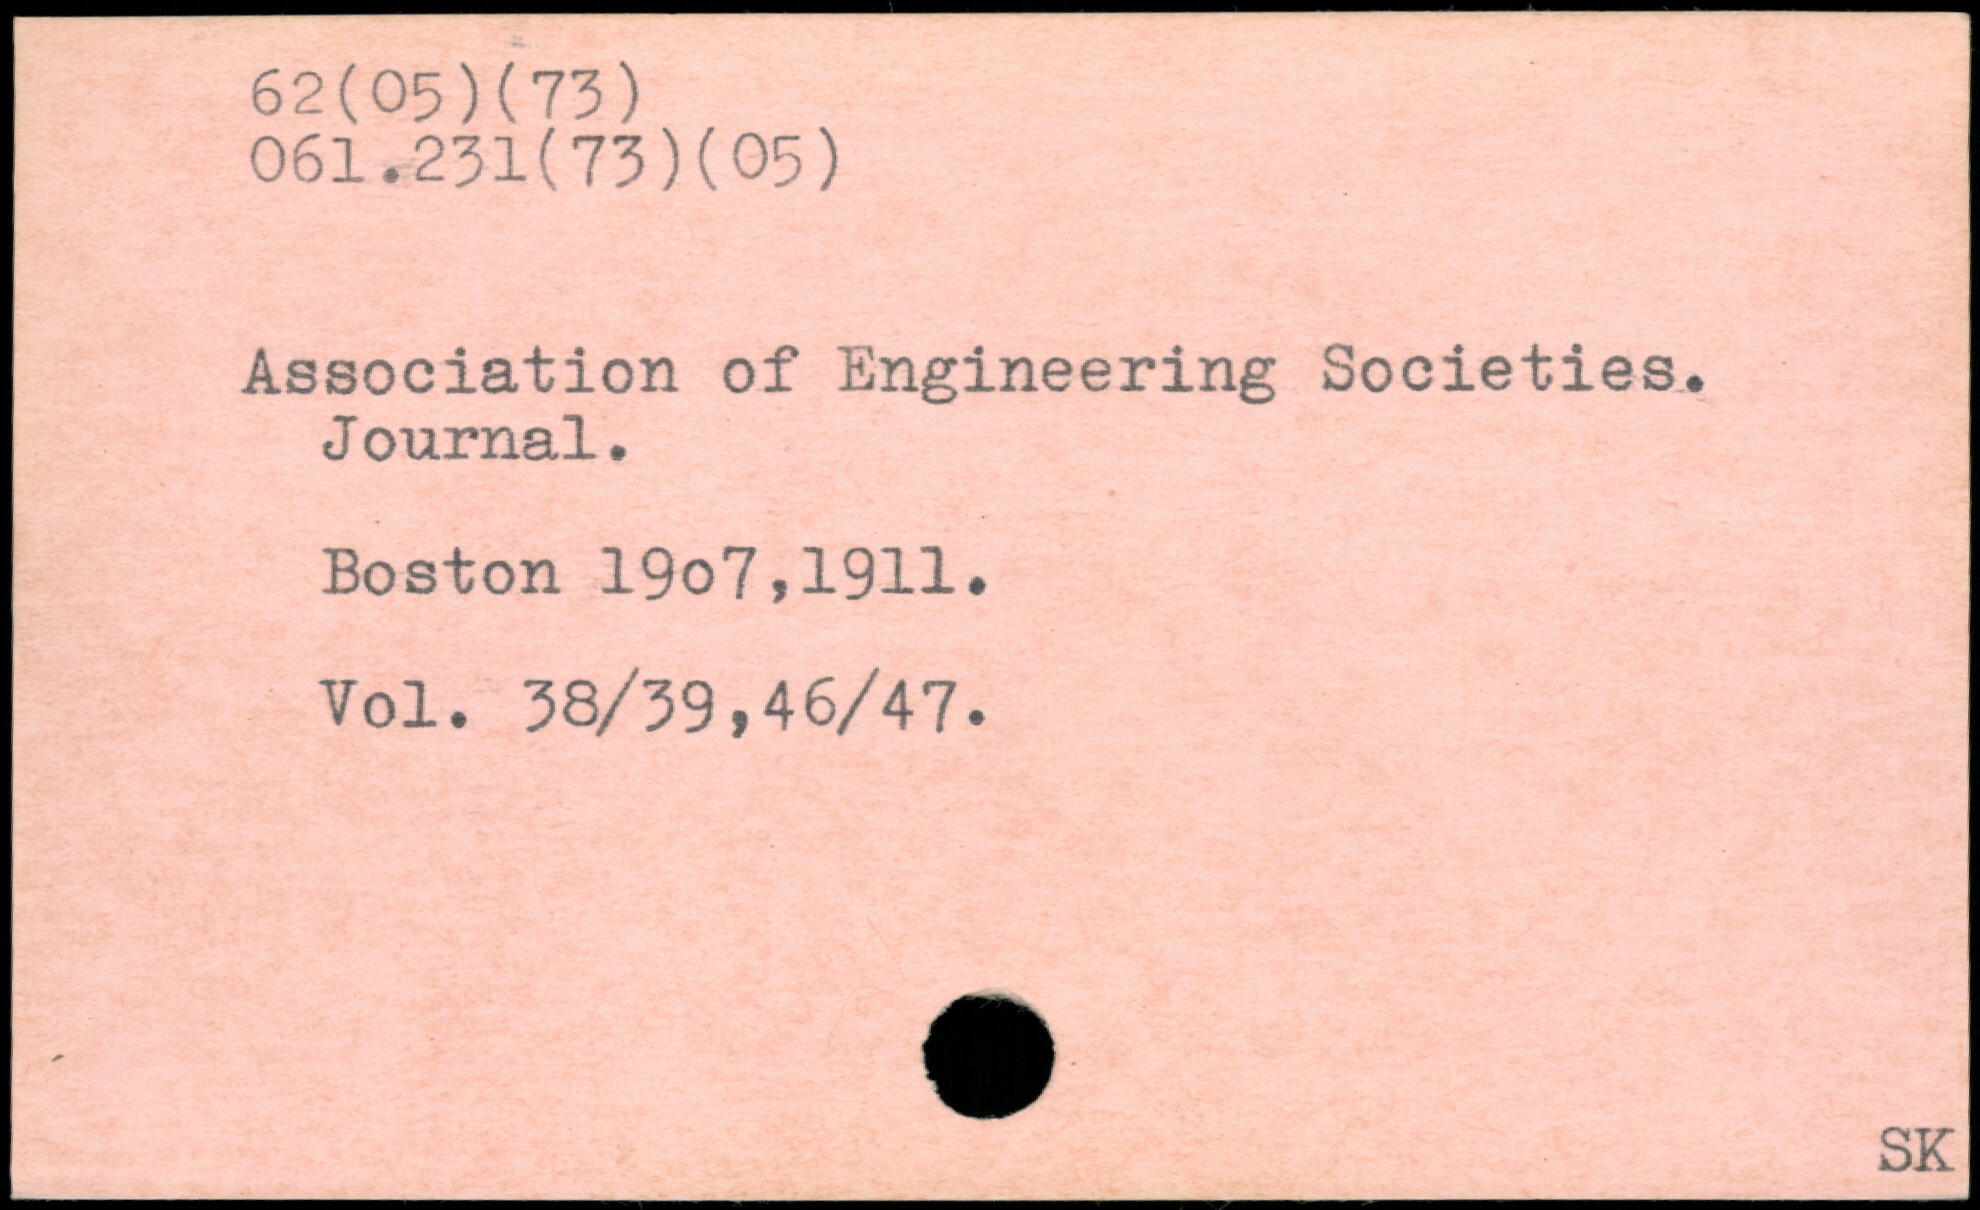 62(05)(73)
061.231(73)(05)
Association of Engineering Societies.
Journal.
Boston 19o7,1911.
Vol. 38/39,46/47.
SK